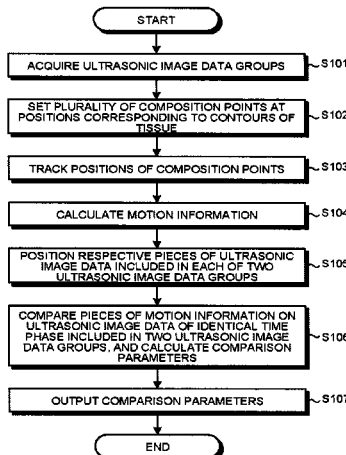 START
ACQUIRE ULTRASONIC IMAGE DATA GROUPS
S101
SET PLURALITY OF COMPOSITION POINTS AT
POSITIONS CORRESPONDING TO CONTOURS OF
TISSUE
S102
TRACK POSITIONS OF COMPOSITION POINTS
S103
CALCULATE MOTION INFORMATION
S104
POSITION RESPECTIVE PIECES OF ULTRASONIC
IMAGE DATA INCLUDED IN EACH OF TWO
ULTRASONIC IMAGE DATA GROUPS
S105
COMPARE PIECES OF MOTION INFORMATION ON
ULTRASONIC IMAGE DATA OF IDENTICAL TIME
PHASE INCLUDED IN TWO ULTRASONIC IMAGE
DATA GROUPS, AND CALCULATE COMPARISON
PARAMETERS
S106
OUTPUT COMPARISON PARAMETERS
S107
END